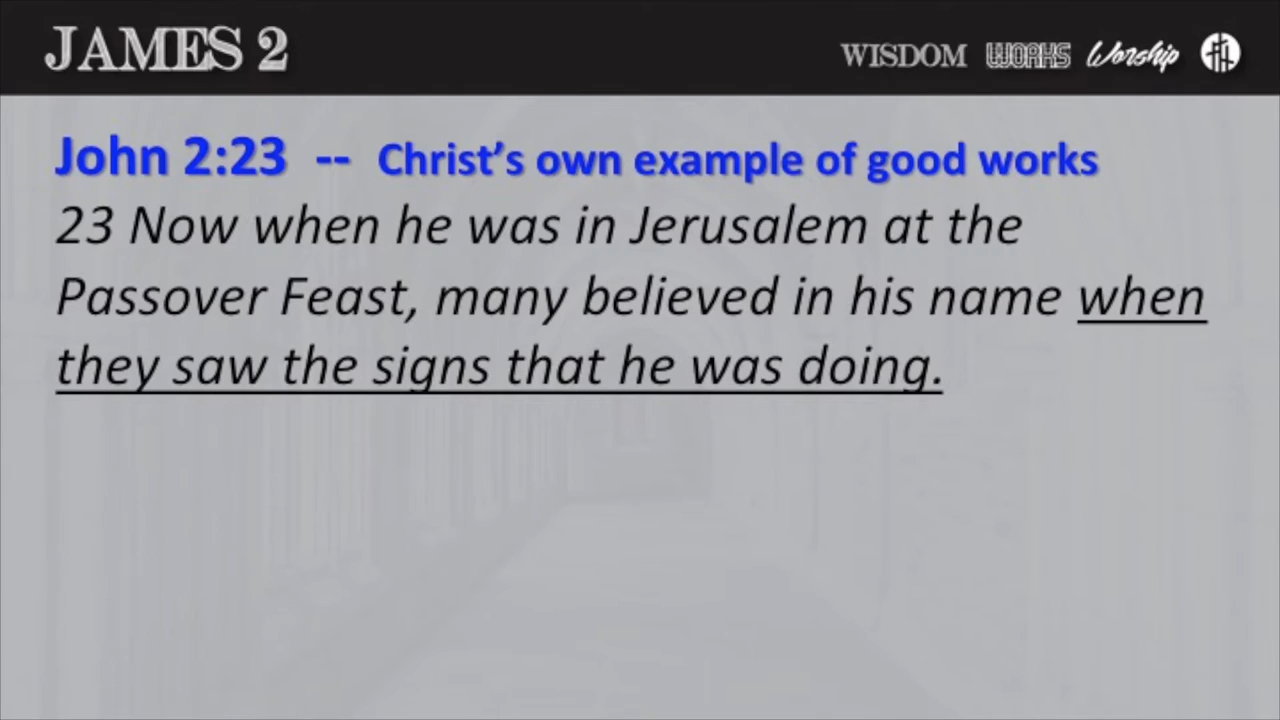 JAMES 2
WISDOM WORKS Worship
John 2:23 -- Christ's own example of good works
23 Now when he was in Jerusalem at the
Passover Feast, many believed in his name when
they saw the signs that he was doing.